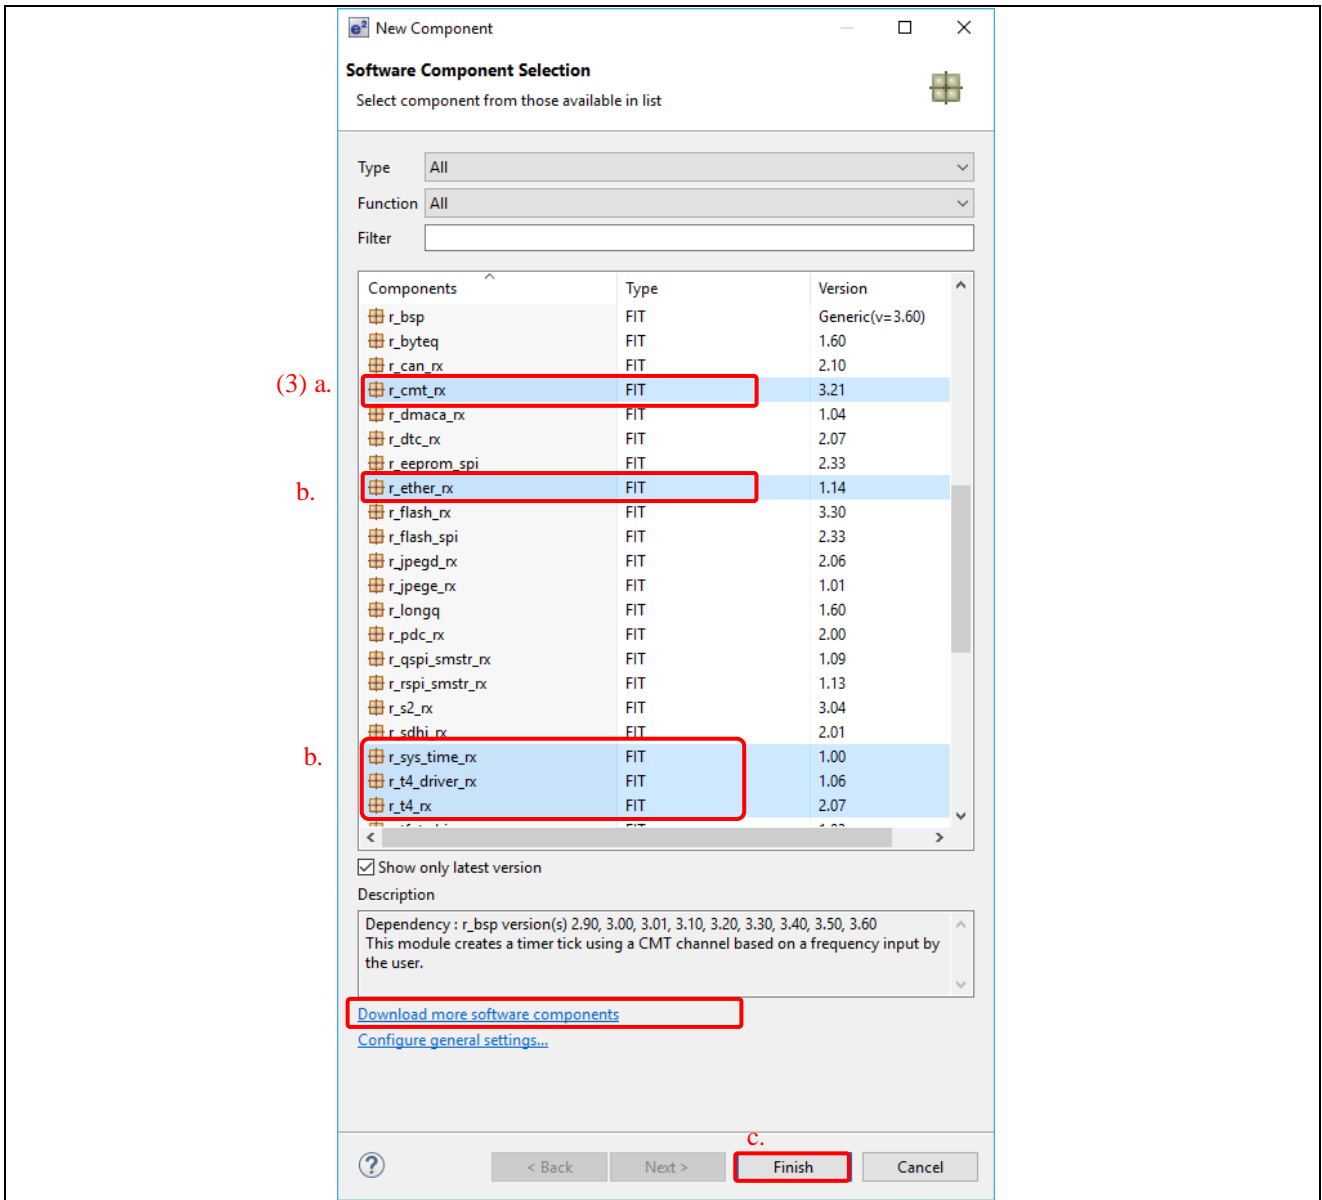 e² New Component
Software Component Selection
Select component from those available in list
Type All
Function All
Filter
Components Type Version
r_bsp FIT Generic(v=3.60)
r_byteq FIT 1.60
r_can_rx FIT 2.10
(3) a. r_cmt_rx FIT 3.21
r_dmaca_rx FIT 1.04
r_dtc_rx FIT 2.07
r_eeprom_spi FIT 2.33
b. r_ether_rx FIT 1.14
r_flash_rx FIT 3.30
r_flash_spi FIT 2.33
r_jpegd_rx FIT 2.06
r_jpege_rx FIT 1.01
r_longq FIT 1.60
r_pdc_rx FIT 2.00
r_qspi_smstr_rx FIT 1.09
r_rspi_smstr_rx FIT 1.13
r_s2_rx FIT 3.04
r_sdhi_rx FIT 2.01
b. r_sys_time_rx FIT 1.00
r_t4_driver_rx FIT 1.06
r_t4_rx FIT 2.07
Show only latest version
Description
Dependency : r_bsp version(s) 2.90, 3.00, 3.01, 3.10, 3.20, 3.30, 3.40, 3.50, 3.60
This module creates a timer tick using a CMT channel based on a frequency input by
the user.
Download more software components
Configure general settings...
c.
? < Back Next > Finish Cancel